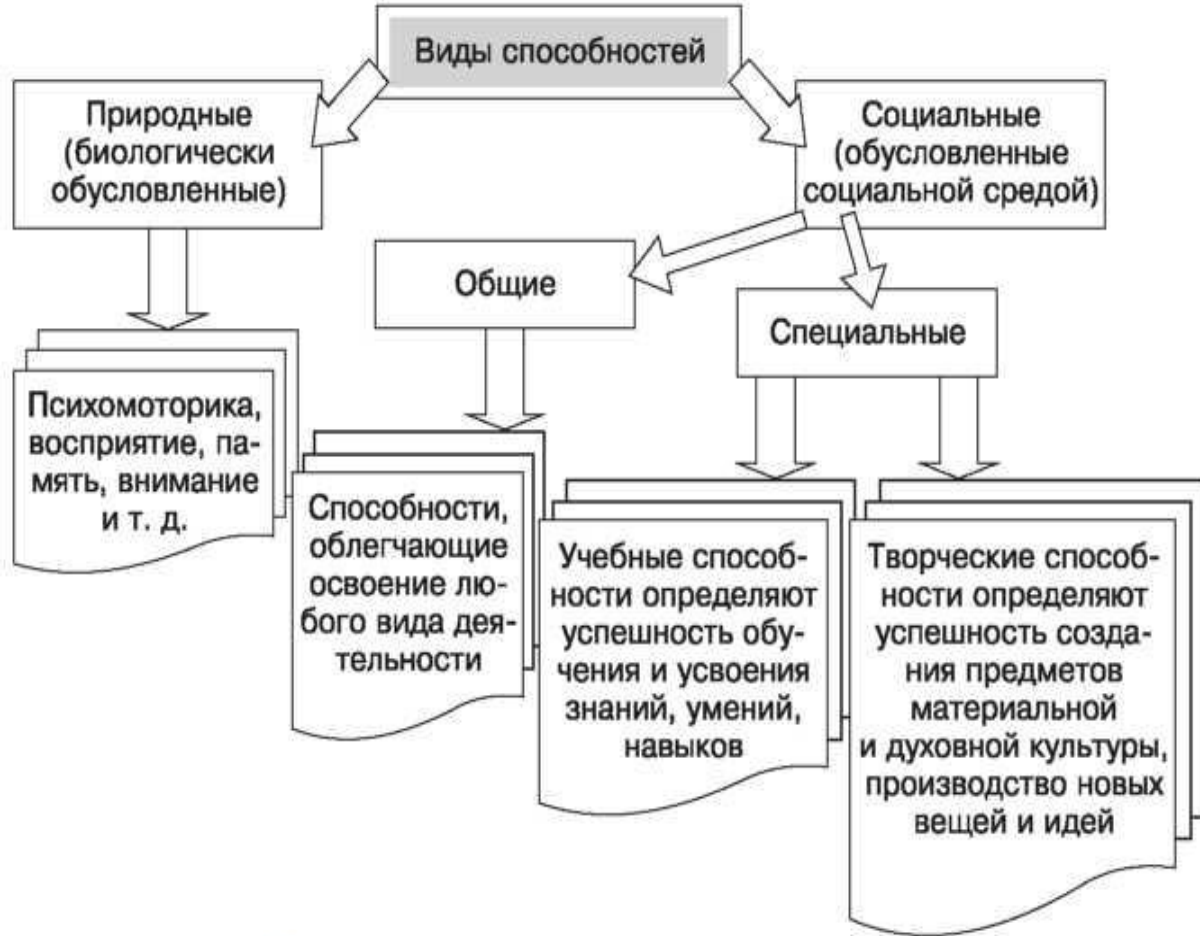 Виды способностей
Природные
(биологически
обусловленные)
Социальные
(обусловленные
социальной средой)
Общие
Специальные
Психомоторика,
восприятие, па-
мять, внимание
и т. д.
Способности,
облегчающие
освоение лю-
бого вида дея-
тельности
Учебные способ-
ности определяют
успешность обу-
чения и усвоения
знаний, умений,
навыков
Творческие способ-
ности определяют
успешность созда-
ния предметов
материальной
и духовной культуры,
производство новых
вещей и идей